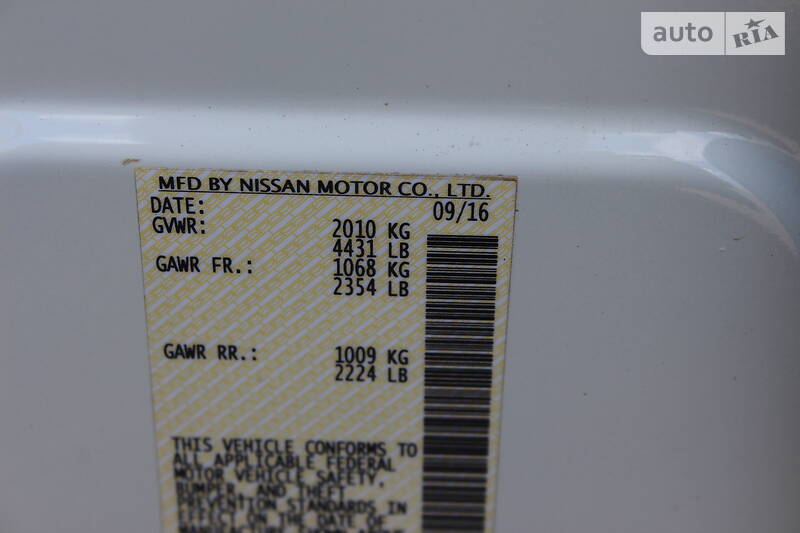 auto RIA
MFD BY NISSAN MOTOR CO., LTD.
DATE: 09/16
GVWR: 2010 KG
4431 LB
GAWR FR.: 1068 KG
2354 LB
GAWR RR.: 1009 KG
2224 LB
THIS VEHICLE CONFORMS TO
ALL APPLICABLE FEDERAL
MOTOR VEHICLE SAFETY,
BUMPER, AND THEFT
PREVENTION STANDARDS IN
EFFECT ON THE DATE OF
MANUFACTURE